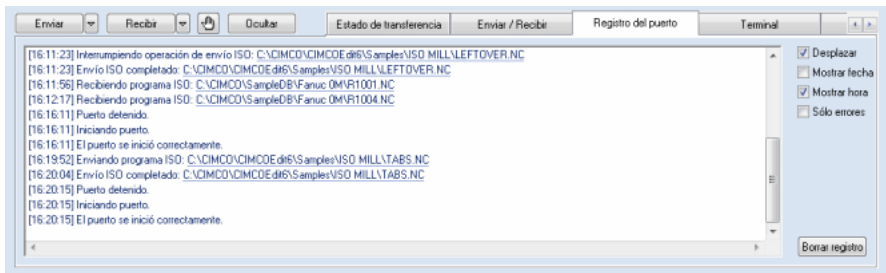 Enviar Recibir Ocultar Estado de transferencia Enviar / Recibir Registro del puerto Terminal
[16:11:23] Interrumpiendo operación de envío ISO: C:\CIMCO\CIMCOEdit6\Samples\ISO MILL\LEFTOVER.NC
[16:11:23] Envío ISO completado: C:\CIMCO\CIMCOEdit6\Samples\ISO MILL\LEFTOVER.NC
[16:11:56] Recibiendo programa ISO: C:\CIMCO\SampleDB\Fanuc 0M\R1001.NC
[16:12:17] Recibiendo programa ISO: C:\CIMCO\SampleDB\Fanuc 0M\R1004.NC
[16:16:11] Puerto detenido.
[16:16:11] Iniciando puerto.
[16:16:11] El puerto se inició correctamente.
[16:19:52] Enviando programa ISO: C:\CIMCO\CIMCOEdit6\Samples\ISO MILL\TABS.NC
[16:20:04] Envío ISO completado: C:\CIMCO\CIMCOEdit6\Samples\ISO MILL\TABS.NC
[16:20:15] Puerto detenido.
[16:20:15] Iniciando puerto.
[16:20:15] El puerto se inició correctamente.
Desplazar
Mostrar fecha
Mostrar hora
Sólo errores
Borrar registro